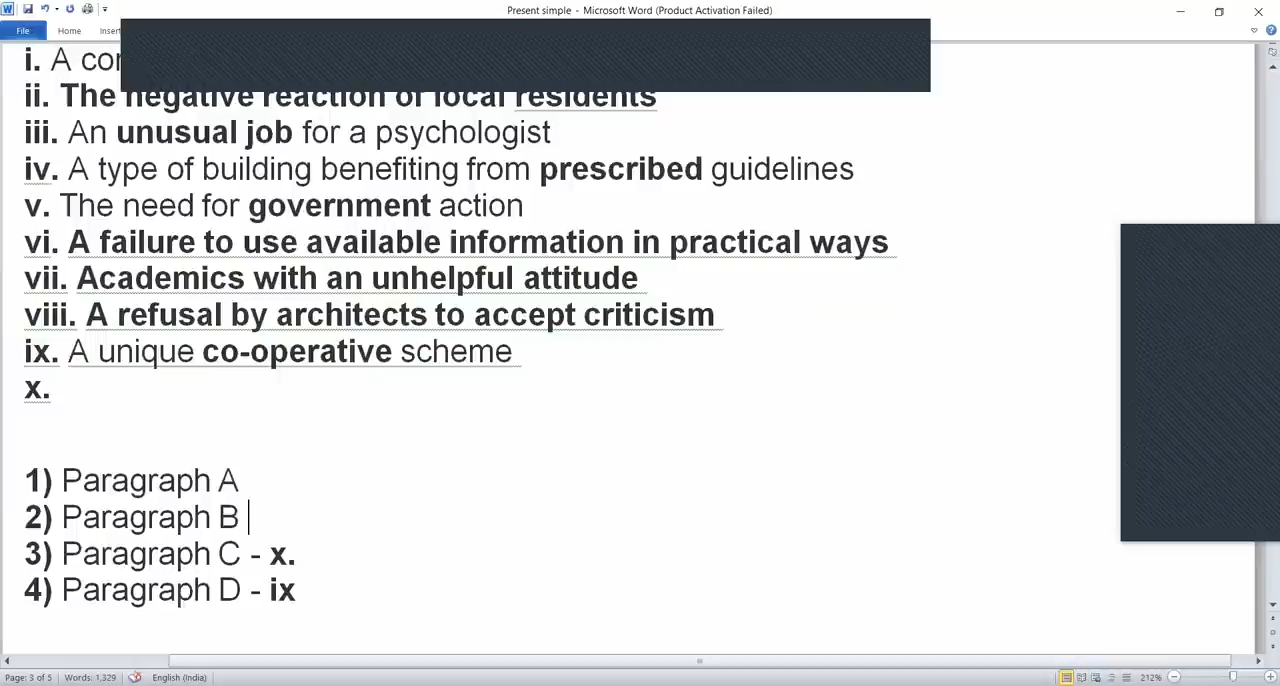 Present simple - Microsoft Word (Product Activation Failed)
File Home Insert
i. A
ii. The negative reaction of local residents
iii. An unusual job for a psychologist
iv. A type of building benefiting from prescribed guidelines
v. The need for government action
vi. A failure to use available information in practical ways
vii. Academics with an unhelpful attitude
viii. A refusal by architects to accept criticism
ix. A unique co-operative scheme
x.
1) Paragraph A
2) Paragraph B
3) Paragraph C - x.
4) Paragraph D - ix
Page: 3 of 5 Words: 1,329 English (India) 212%